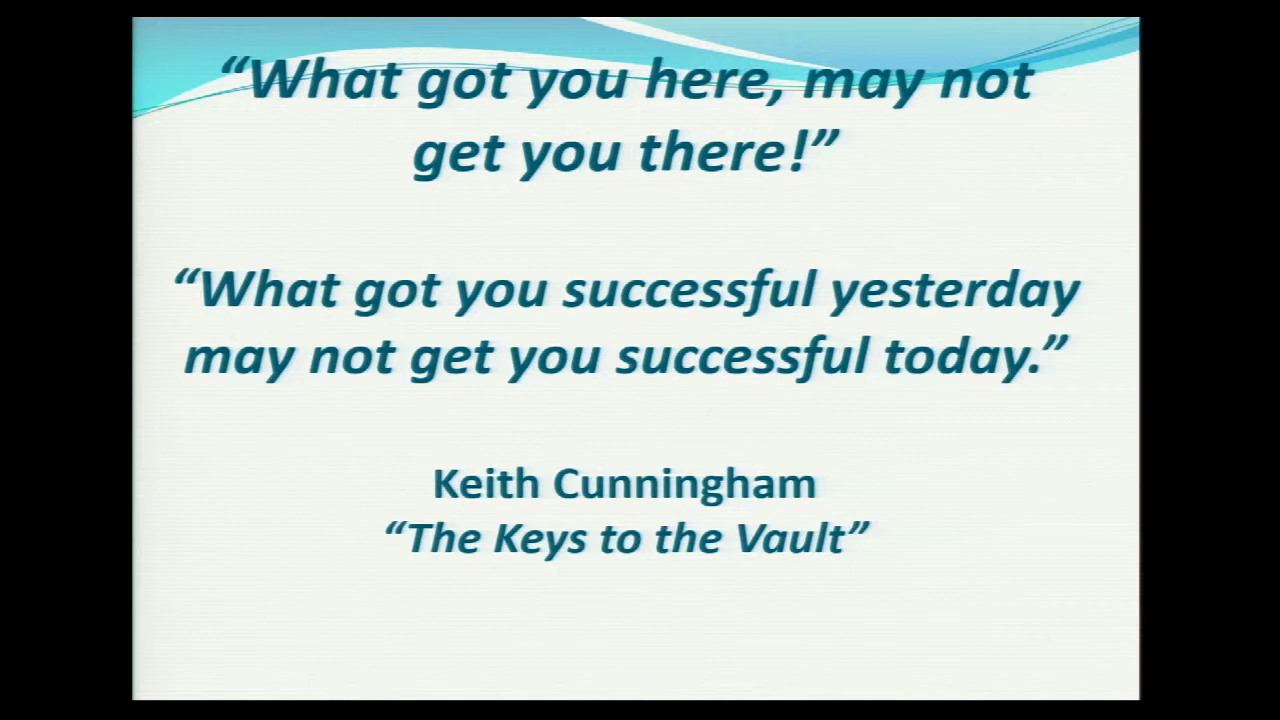 “What got you here, may not
get you there!”
“What got you successful yesterday
may not get you successful today.”
Keith Cunningham
“The Keys to the Vault”